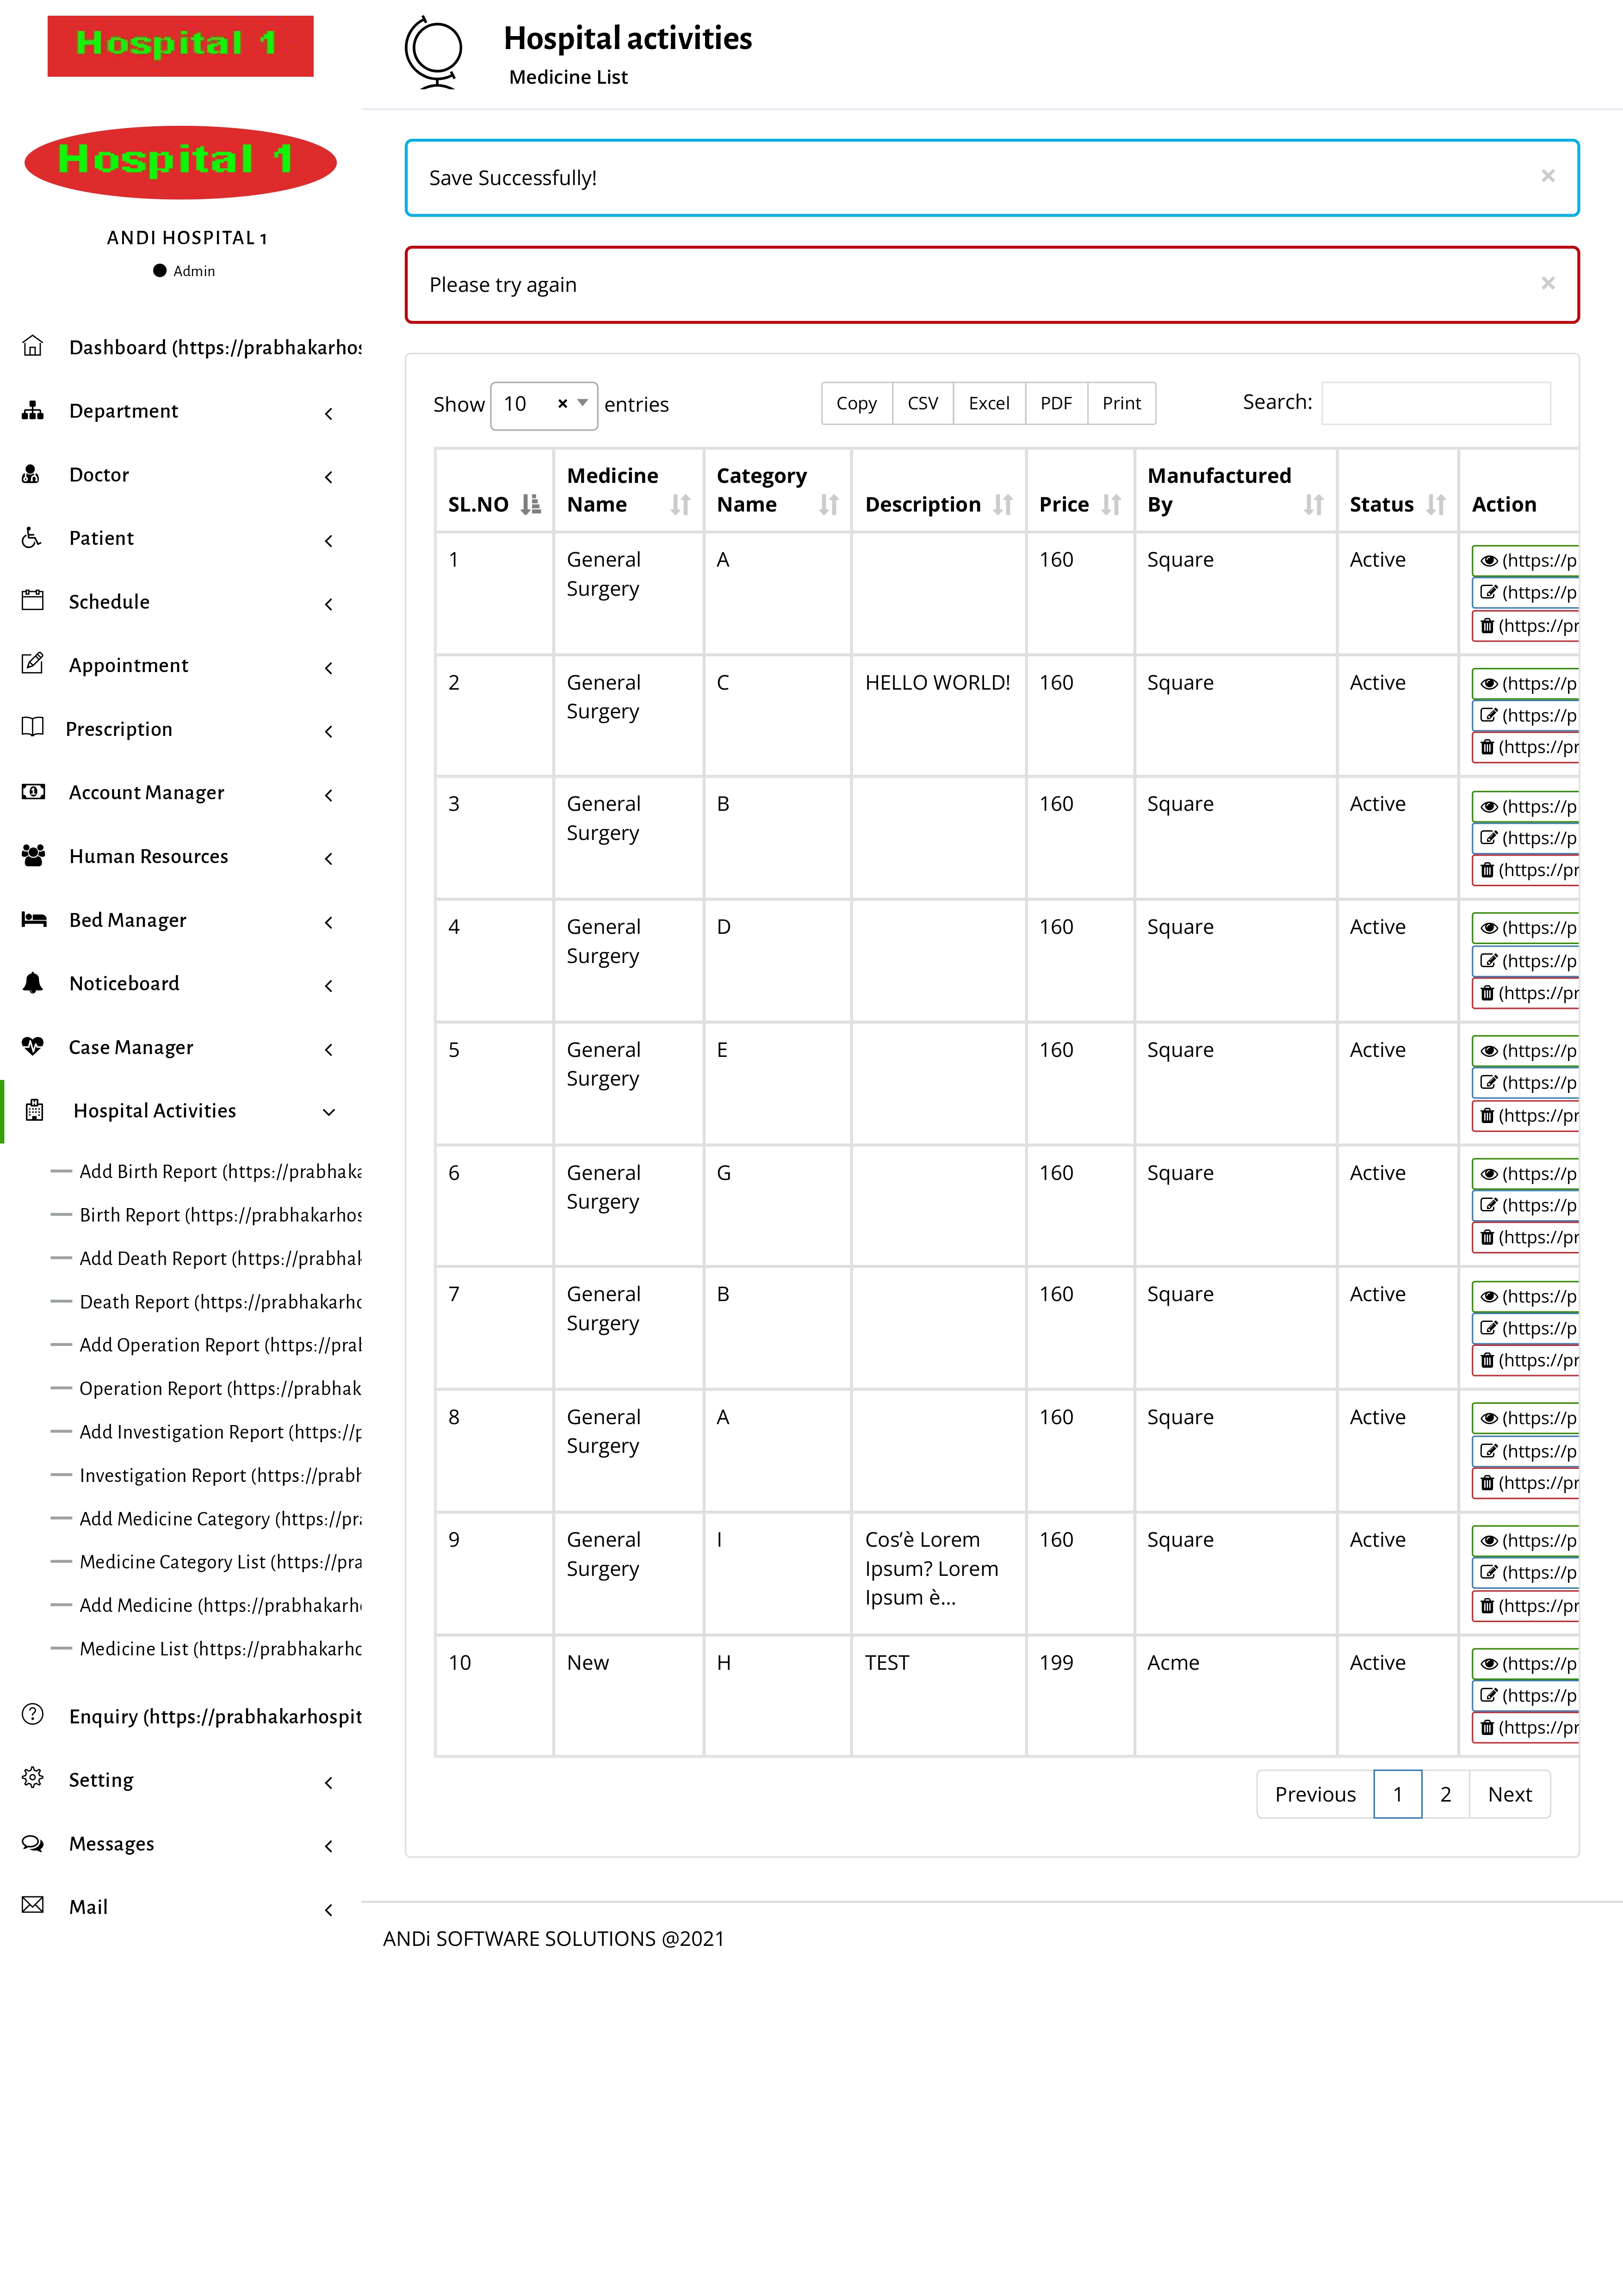 Hospital 1
Hospital 1
ANDI HOSPITAL 1
Admin
Dashboard (https://prabhakarhos
Department
Doctor
Patient
Schedule
Appointment
Prescription
Account Manager
Human Resources
Bed Manager
Noticeboard
Case Manager
Hospital Activities
Add Birth Report (https://prabhaka
Birth Report (https://prabhakarhos
Add Death Report (https://prabhak
Death Report (https://prabhakarho
Add Operation Report (https://prab
Operation Report (https://prabhak
Add Investigation Report (https://p
Investigation Report (https://prabh
Add Medicine Category (https://pra
Medicine Category List (https://pra
Add Medicine (https://prabhakarh
Medicine List (https://prabhakarho
Enquiry (https://prabhakarhospit
Setting
Messages
Mail
Hospital activities
Medicine List
Save Successfully! ×
Please try again ×
Show 10 × entries Copy CSV Excel PDF Print Search:
SL.NO Medicine Name Category Name Description Price Manufactured By Status Action
1 General Surgery A 160 Square Active (https://p
(https://p
(https://pr
2 General Surgery C HELLO WORLD! 160 Square Active (https://p
(https://p
(https://pr
3 General Surgery B 160 Square Active (https://p
(https://p
(https://pr
4 General Surgery D 160 Square Active (https://p
(https://p
(https://pr
5 General Surgery E 160 Square Active (https://p
(https://p
(https://pr
6 General Surgery G 160 Square Active (https://p
(https://p
(https://pr
7 General Surgery B 160 Square Active (https://p
(https://p
(https://pr
8 General Surgery A 160 Square Active (https://p
(https://p
(https://pr
9 General Surgery I Cos’è Lorem Ipsum? Lorem Ipsum è... 160 Square Active (https://p
(https://p
(https://pr
10 New H TEST 199 Acme Active (https://p
(https://p
(https://pr
Previous 1 2 Next
ANDi SOFTWARE SOLUTIONS @2021